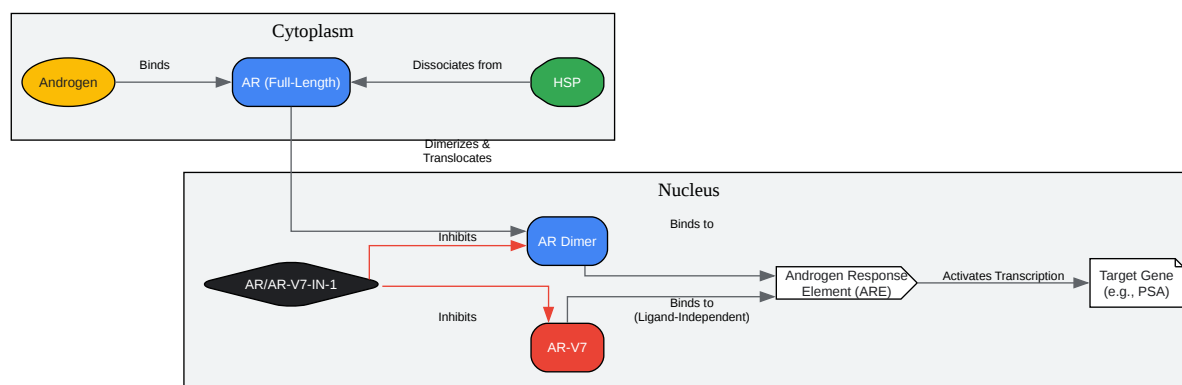 Cytoplasm
Androgen
Binds
AR (Full-Length)
Dissociates from
HSP
Dimerizes &
Translocates
Nucleus
Binds to
Inhibits
AR Dimer
AR/AR-V7-IN-1
Androgen Response
Element (ARE)
Activates Transcription
Target Gene
(e.g., PSA)
Inhibits
Binds to
(Ligand-Independent)
AR-V7